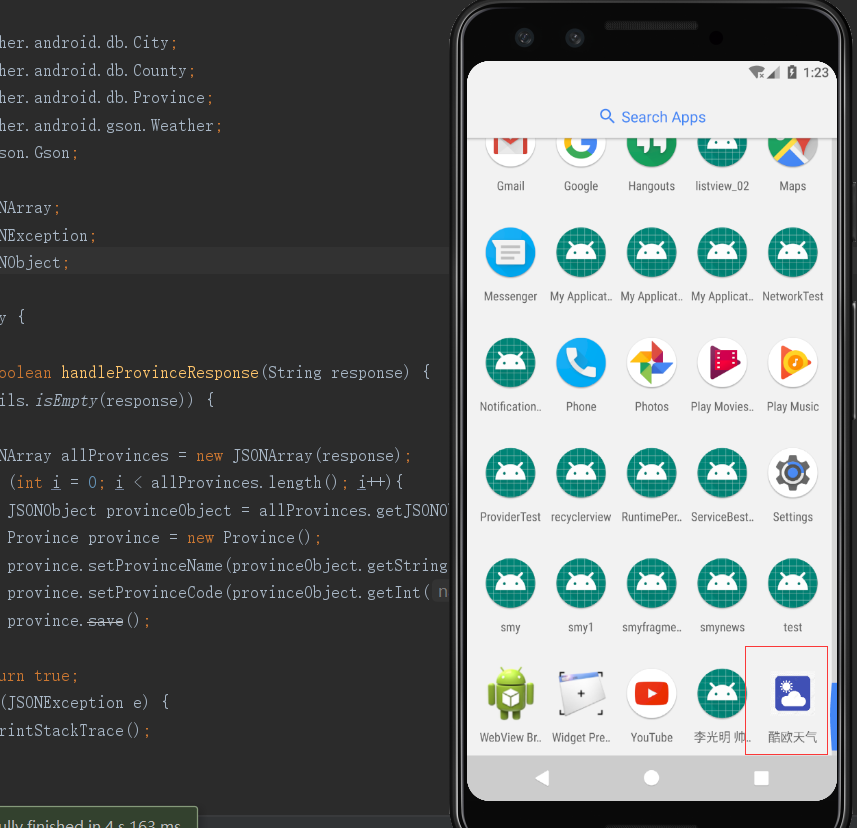 her.android.db.City;
her.android.db.County;
her.android.db.Province;
her.android.gson.Weather;
son.Gson;
NArray;
NException;
NObject;
y {
oolean handleProvinceResponse(String response) {
ils.isEmpty(response)) {
NArray allProvinces = new JSONArray(response);
(int i = 0; i < allProvinces.length(); i++){
JSONObject provinceObject = allProvinces.getJSONO
Province province = new Province();
province.setProvinceName(provinceObject.getString
province.setProvinceCode(provinceObject.getInt( n
province.save();
urn true;
(JSONException e) {
rintStackTrace();
ully finished in 4 s 163 ms
1:23
Search Apps
Gmail Google Hangouts listview_02 Maps
Messenger My Applicat.. My Applicat.. My Applicat.. NetworkTest
Notification.. Phone Photos Play Movies.. Play Music
ProviderTest recyclerview RuntimePer.. ServiceBest.. Settings
smy smy1 smyfragme.. smynews test
WebView Br.. Widget Pre.. YouTube 李光明 帅.. 酷欧天气